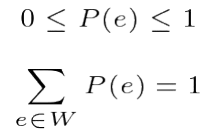 0 ≤ P(e) ≤ 1
∑ P(e) = 1
e∈W